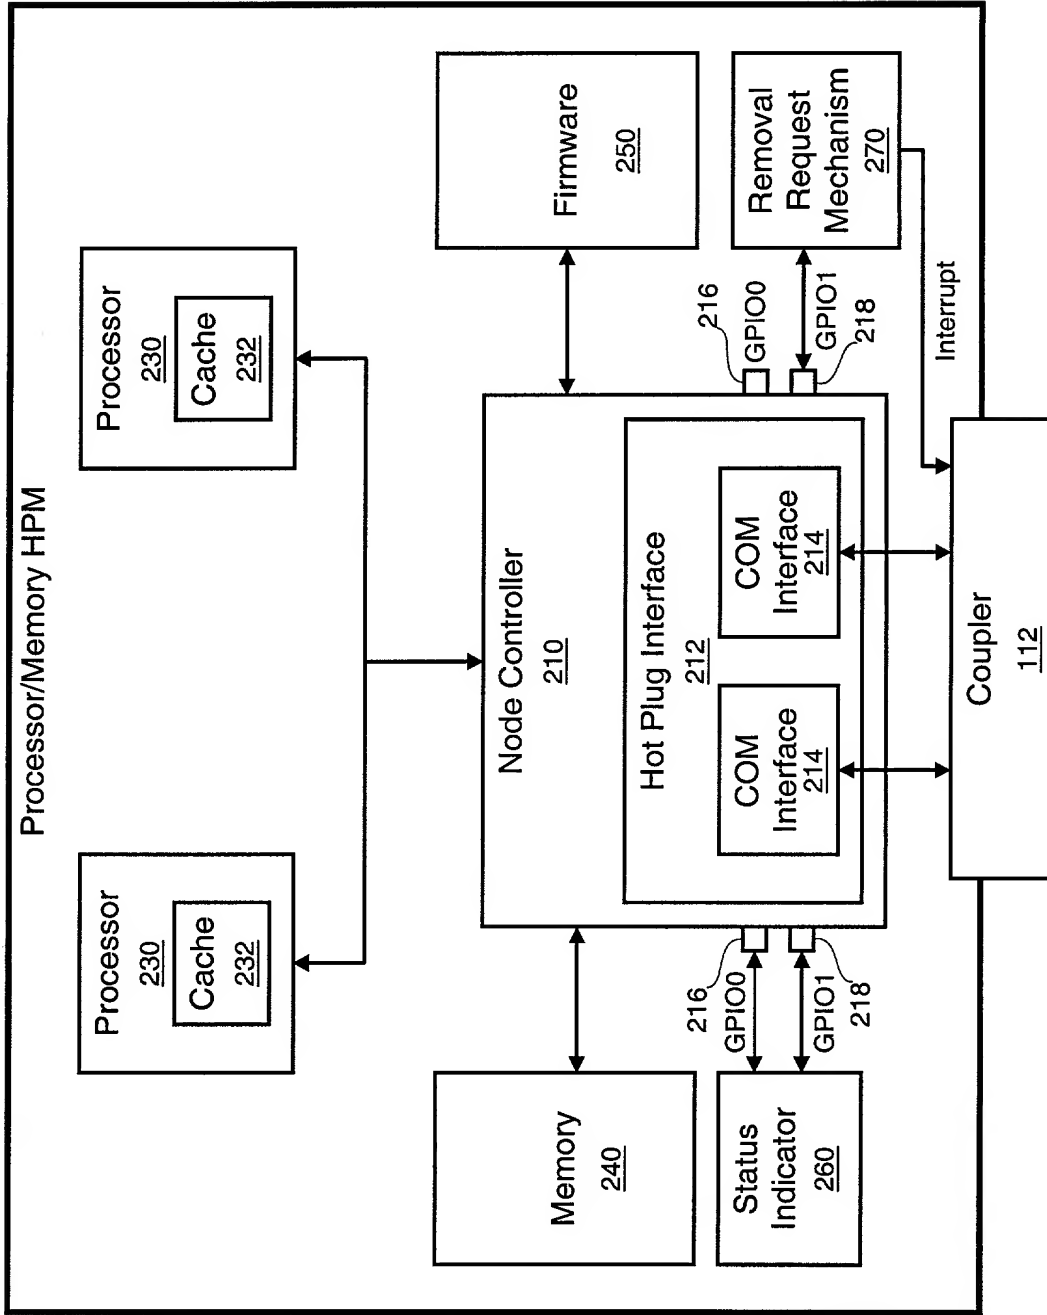 Processor/Memory HPM
Processor
230
Cache
232
Processor
230
Cache
232
Memory
240
Node Controller
210
Firmware
250
Hot Plug Interface
212
COM
Interface
214
COM
Interface
214
216
GPIO0
GPIO1
218
216
GPIO0
GPIO1
218
Status
Indicator
260
Removal
Request
Mechanism
270
Interrupt
Coupler
112